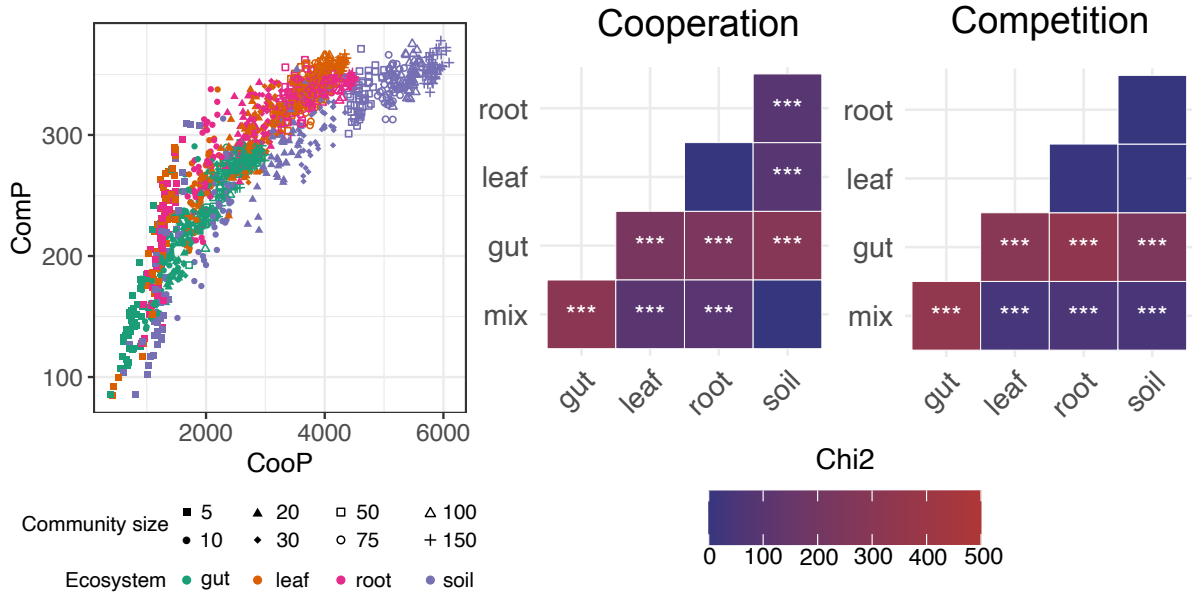 Cooperation
Competition
ComP
300
200
100
2000
4000
6000
CooP
Community size
5
20
50
100
10
30
75
150
Ecosystem
gut
leaf
root
soil
root
***
leaf
***
gut
*** *** ***
mix
*** *** ***
gut
leaf
root
soil
root
leaf
gut
*** *** ***
mix
*** *** *** ***
gut
leaf
root
soil
Chi2
0 100 200 300 400 500